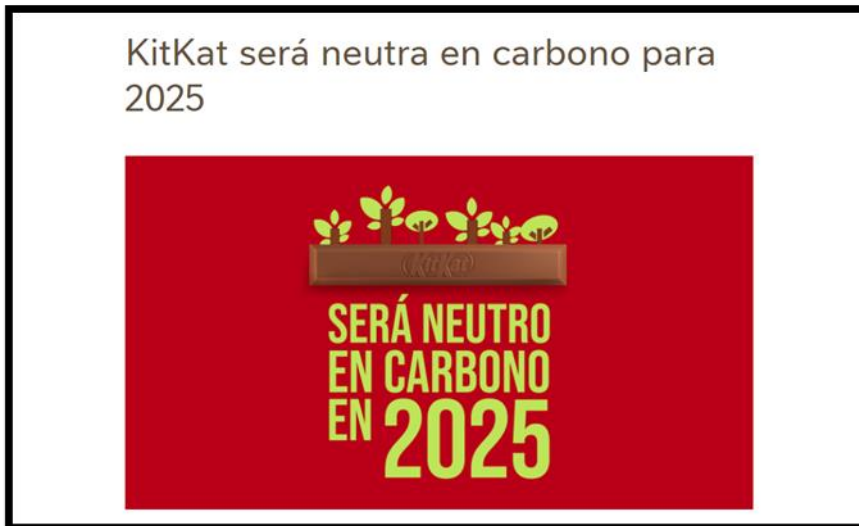 KitKat será neutra en carbono para
2025
KitKat
SERÁ NEUTRO
EN CARBONO
EN 2025